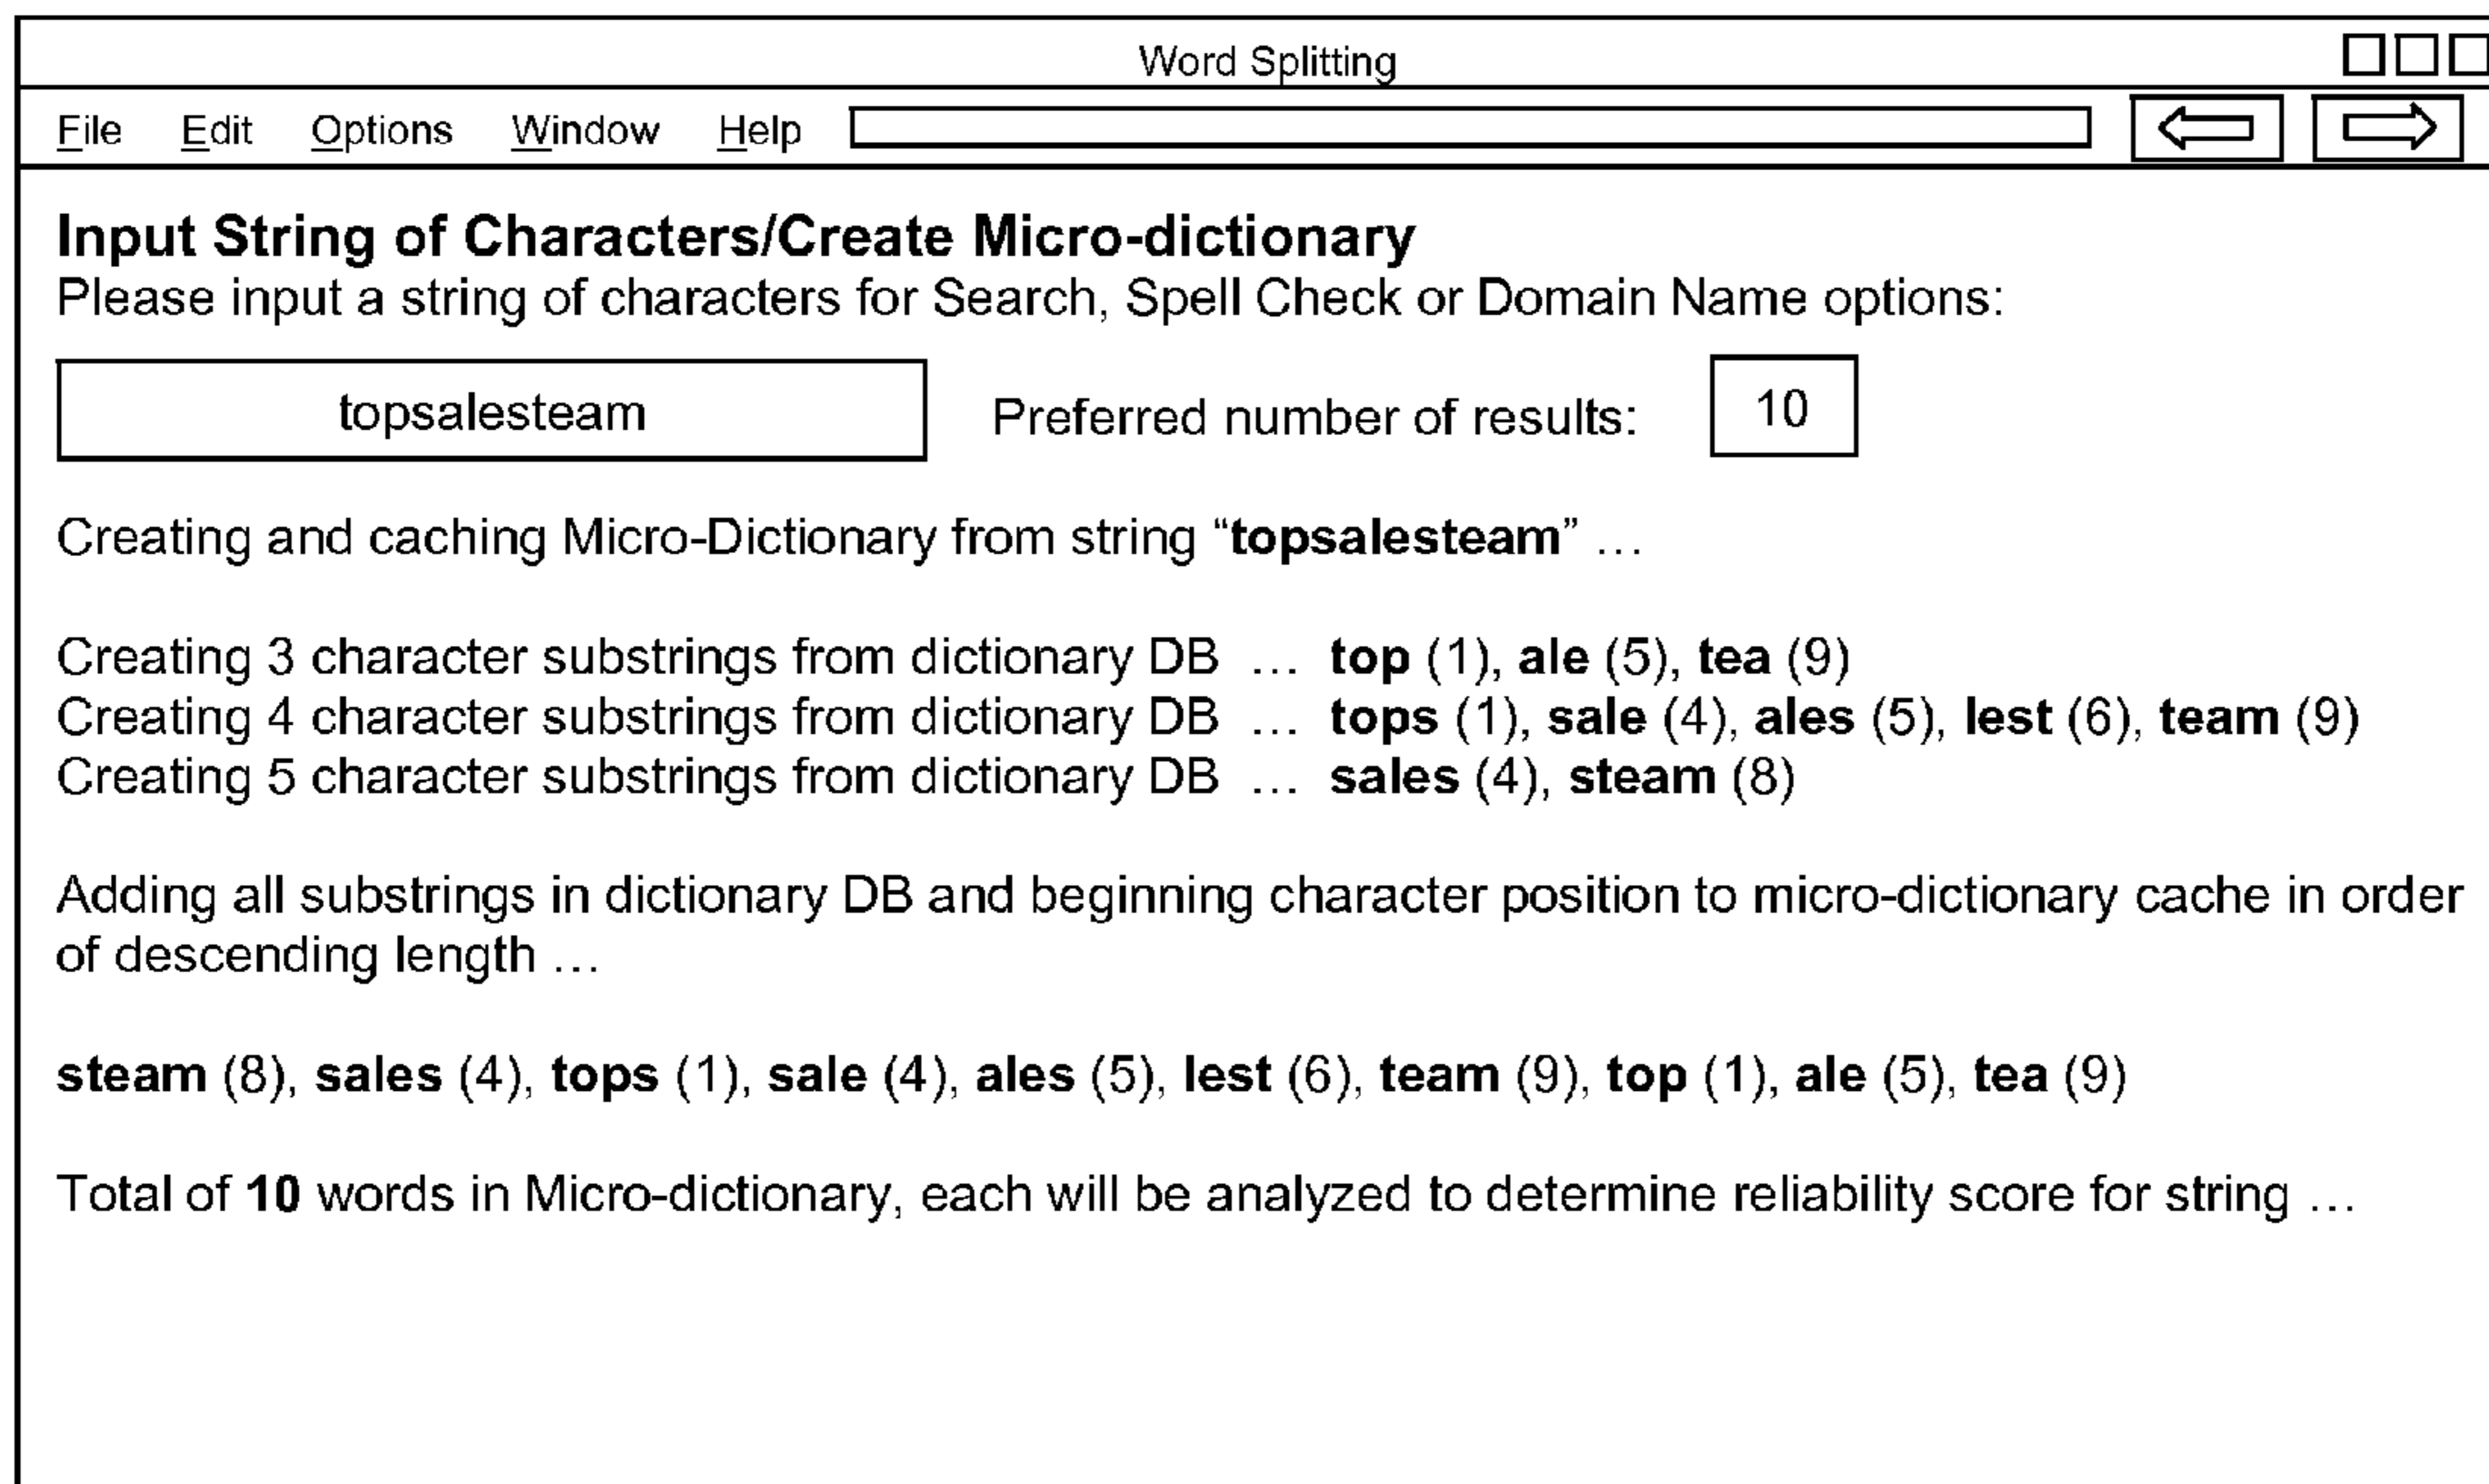 Word Splitting
File Edit Options Window Help
Input String of Characters/Create Micro-dictionary
Please input a string of characters for Search, Spell Check or Domain Name options:
topsalesteam Preferred number of results: 10
Creating and caching Micro-Dictionary from string “topsalesteam” …
Creating 3 character substrings from dictionary DB … top (1), ale (5), tea (9)
Creating 4 character substrings from dictionary DB … tops (1), sale (4), ales (5), lest (6), team (9)
Creating 5 character substrings from dictionary DB … sales (4), steam (8)
Adding all substrings in dictionary DB and beginning character position to micro-dictionary cache in order
of descending length …
steam (8), sales (4), tops (1), sale (4), ales (5), lest (6), team (9), top (1), ale (5), tea (9)
Total of 10 words in Micro-dictionary, each will be analyzed to determine reliability score for string …